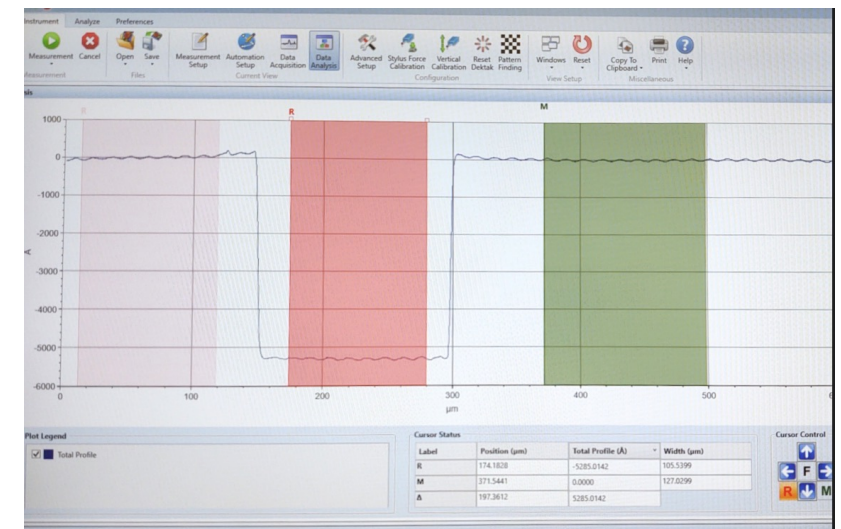 Instrument Analyze Preferences
Measurement Cancel Open Save Measurement Setup Automation Setup Data Acquisition Data Analysis Advanced Setup Stylus Force Calibration Vertical Calibration Reset Dektak Pattern Finding Windows Reset Copy To Clipboard Print Help
Measurement Files Current View Configuration View Setup Miscellaneous
R R M
1000
0
-1000
-2000
-3000
-4000
-5000
-6000
A
0 100 200 300 400 500
µm
Plot Legend
Total Profile
Cursor Status
Label Position (µm) Total Profile (Å) Width (µm)
R 174.1828 -5285.0142 105.5399
M 371.5441 0.0000 127.0299
Δ 197.3612 5285.0142
Cursor Control
F
R M